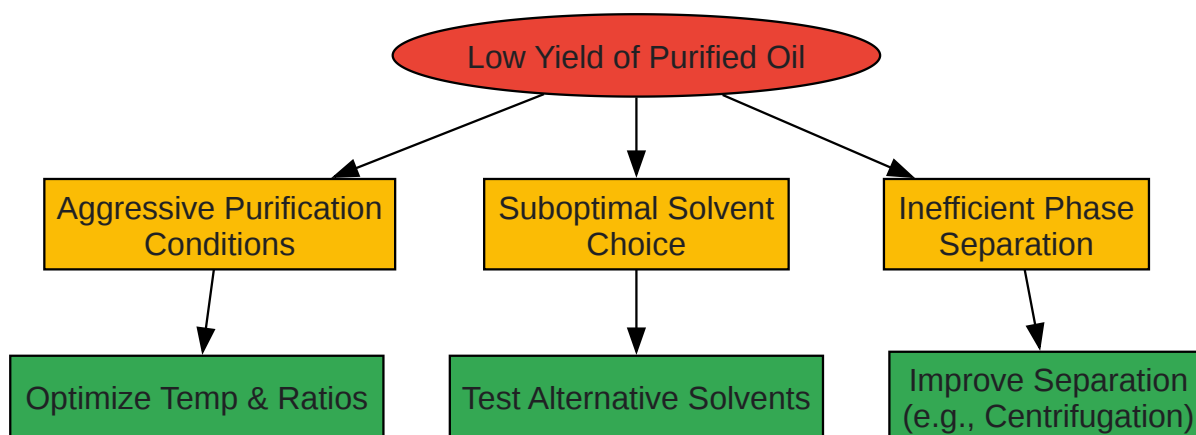 Low Yield of Purified Oil
Aggressive Purification
Conditions
Suboptimal Solvent
Choice
Inefficient Phase
Separation
Optimize Temp & Ratios
Test Alternative Solvents
Improve Separation
(e.g., Centrifugation)